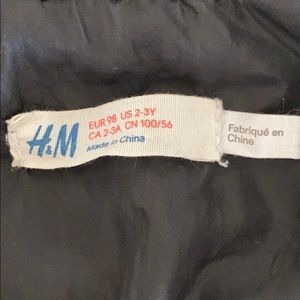 H&M
EUR 98 US 2-3Y
CA 2-3A CN 100/56
Made in China
Fabriqué en
Chine